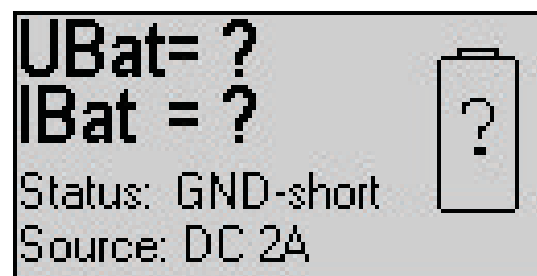 UBat= ?
IBat = ?
?
Status: GND-short
Source: DC 2A